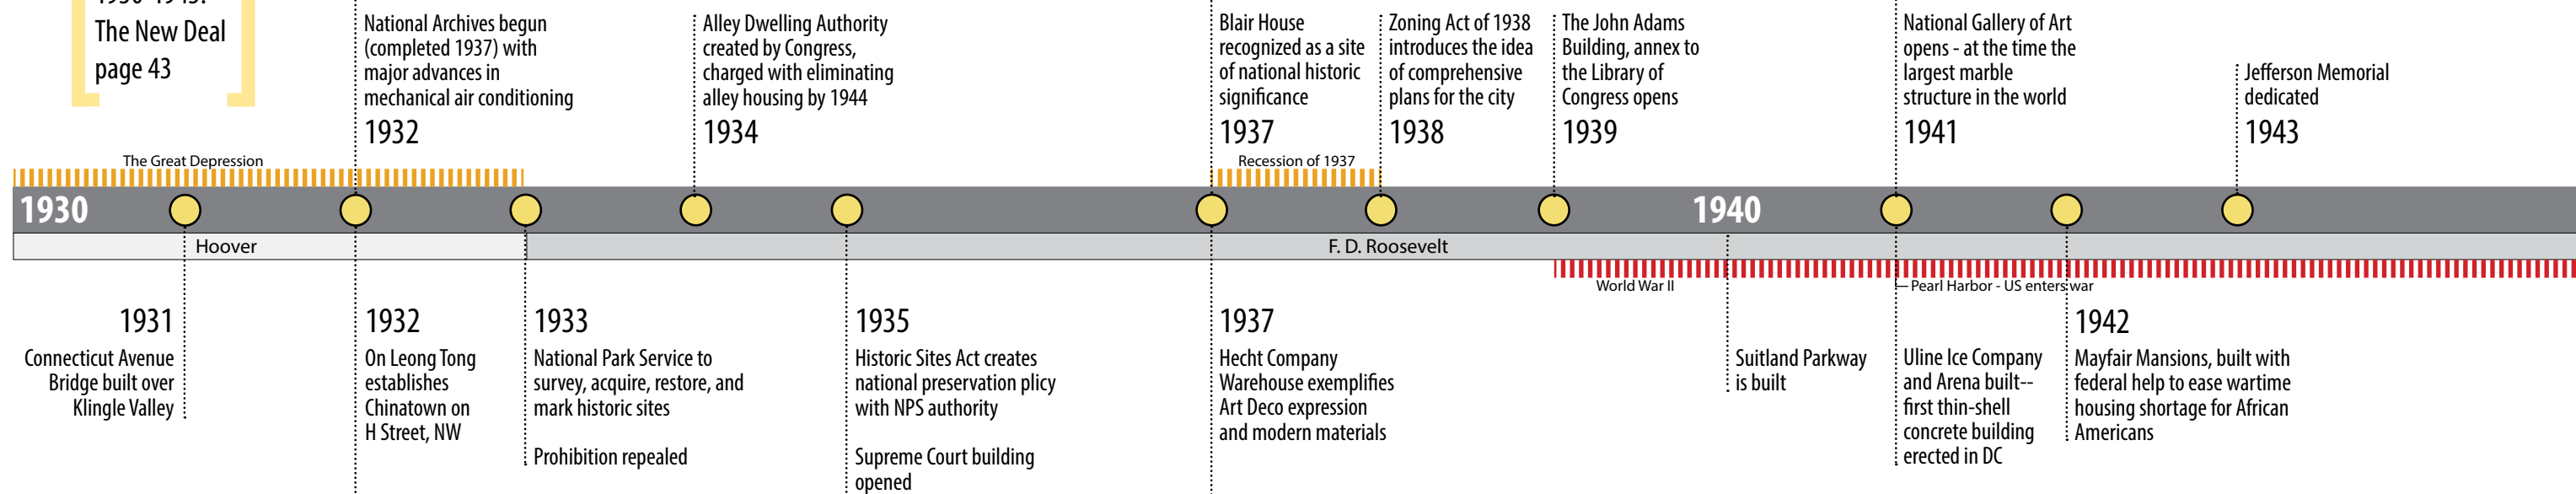 1930-1945:
The New Deal
page 43
National Archives begun
(completed 1937) with
major advances in
mechanical air conditioning
1932
Alley Dwelling Authority
created by Congress,
charged with eliminating
alley housing by 1944
1934
Blair House
recognized as a site
of national historic
significance
1937
Zoning Act of 1938
introduces the idea
of comprehensive
plans for the city
1938
The John Adams
Building, annex to
the Library of
Congress opens
1939
National Gallery of Art
opens - at the time the
largest marble
structure in the world
1941
Jefferson Memorial
dedicated
1943
The Great Depression
Recession of 1937
1930
1940
Hoover
F. D. Roosevelt
World War II
Pearl Harbor - US enters war
1931
Connecticut Avenue
Bridge built over
Klingle Valley
1932
On Leong Tong
establishes
Chinatown on
H Street, NW
1933
National Park Service to
survey, acquire, restore, and
mark historic sites
Prohibition repealed
1935
Historic Sites Act creates
national preservation plicy
with NPS authority
Supreme Court building
opened
1937
Hecht Company
Warehouse exemplifies
Art Deco expression
and modern materials
Suitland Parkway
is built
Uline Ice Company
and Arena built--
first thin-shell
concrete building
erected in DC
1942
Mayfair Mansions, built with
federal help to ease wartime
housing shortage for African
Americans